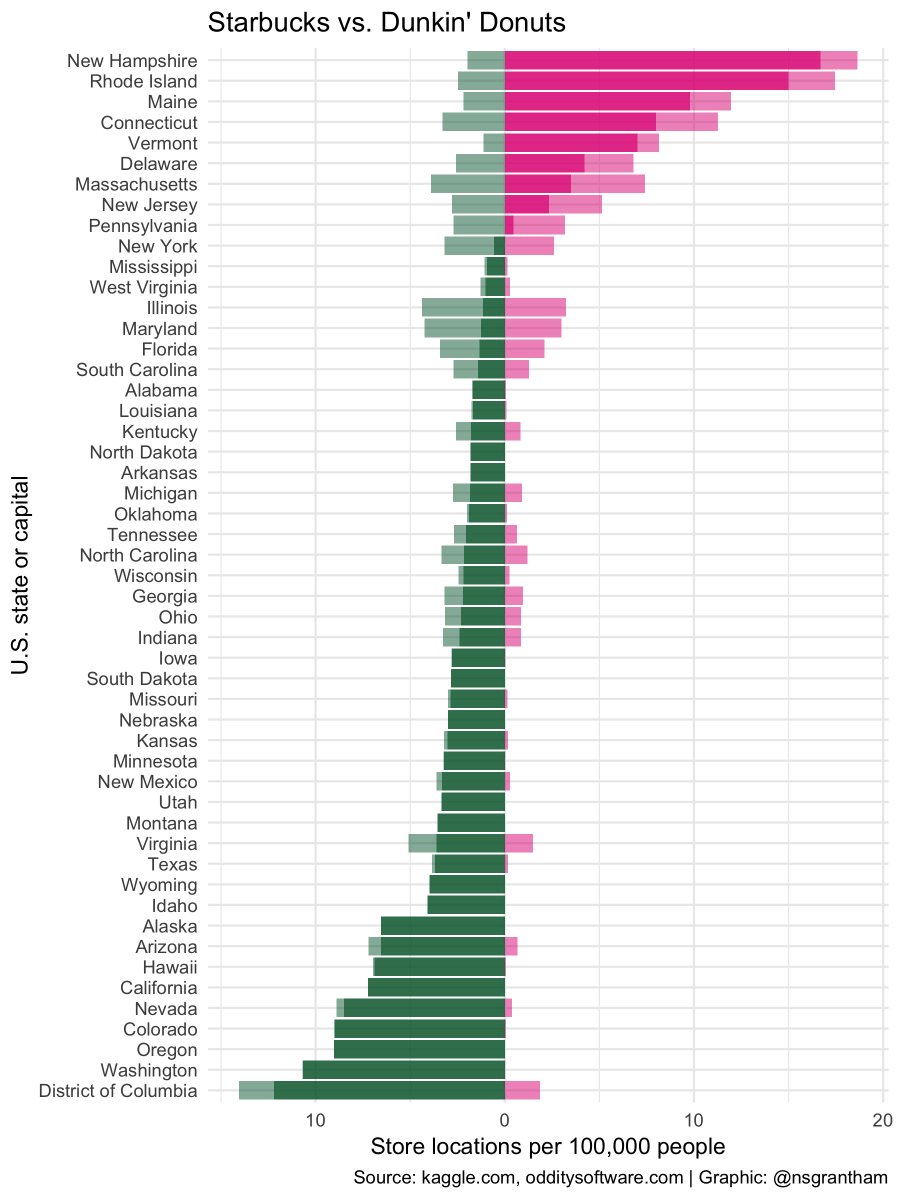 Starbucks vs. Dunkin' Donuts
New Hampshire
Rhode Island
Maine
Connecticut
Vermont
Delaware
Massachusetts
New Jersey
Pennsylvania
New York
Mississippi
West Virginia
Illinois
Maryland
Florida
South Carolina
Alabama
Louisiana
Kentucky
North Dakota
Arkansas
Michigan
Oklahoma
Tennessee
North Carolina
Wisconsin
Georgia
Ohio
Indiana
Iowa
South Dakota
Missouri
Nebraska
Kansas
Minnesota
New Mexico
Utah
Montana
Virginia
Texas
Wyoming
Idaho
Alaska
Arizona
Hawaii
California
Nevada
Colorado
Oregon
Washington
District of Columbia
U.S. state or capital
10 0 10 20
Store locations per 100,000 people
Source: kaggle.com, odditysoftware.com | Graphic: @nsgrantham